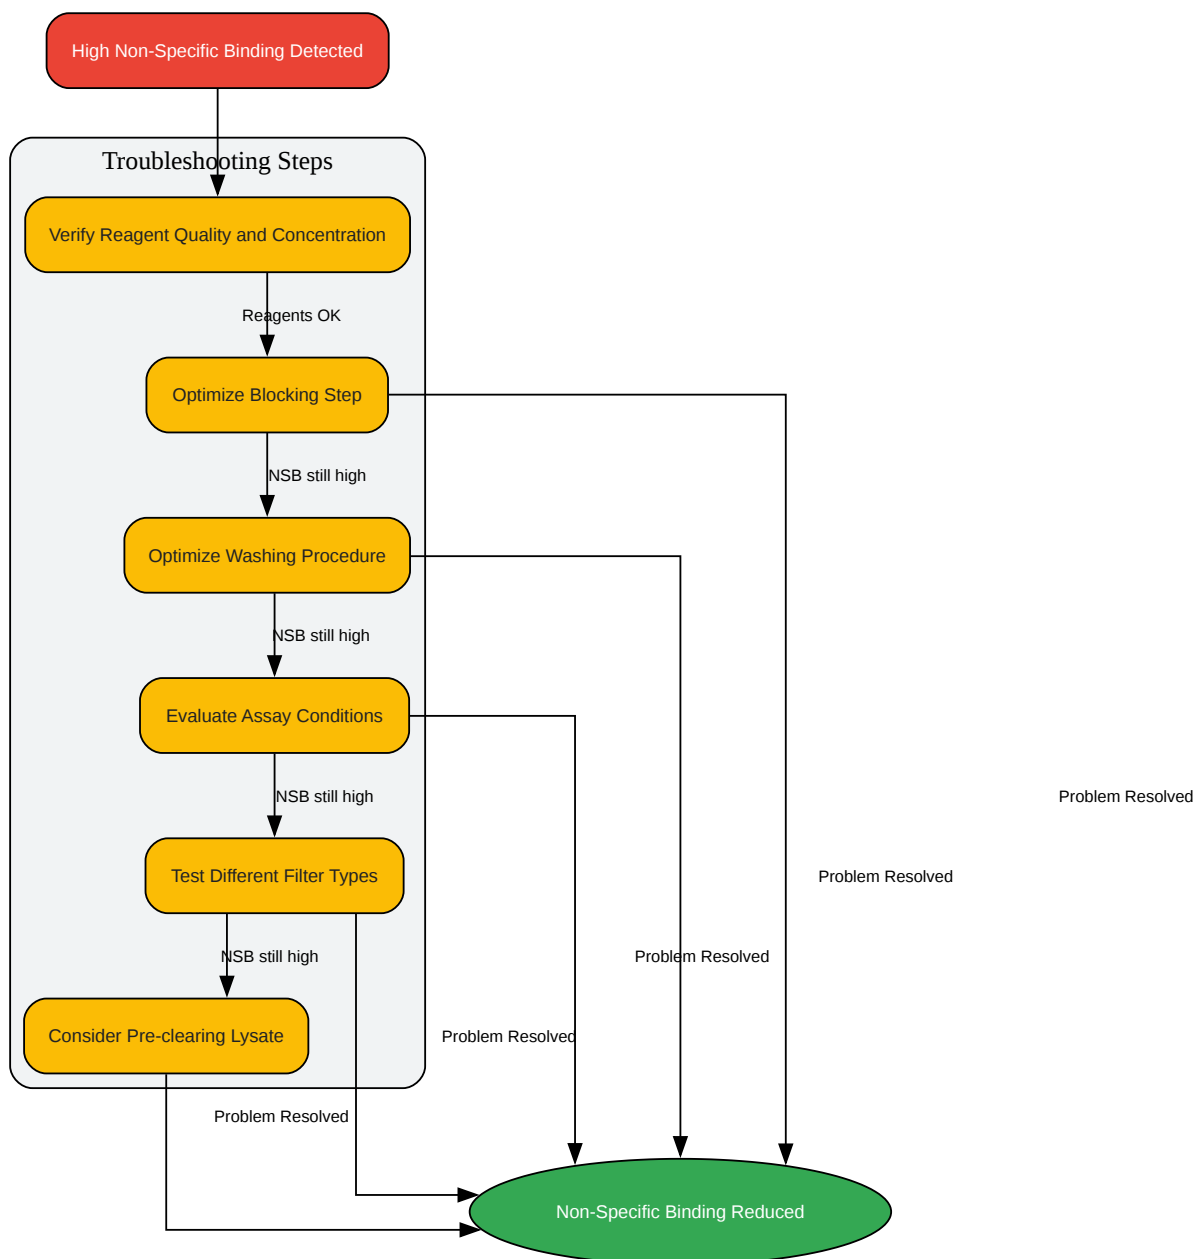 High Non-Specific Binding Detected
Troubleshooting Steps
Verify Reagent Quality and Concentration
Reagents OK
Optimize Blocking Step
NSB still high
Optimize Washing Procedure
NSB still high
Evaluate Assay Conditions
NSB still high
Problem Resolved
Test Different Filter Types
Problem Resolved
NSB still high
Problem Resolved
Consider Pre-clearing Lysate
Problem Resolved
Problem Resolved
Non-Specific Binding Reduced